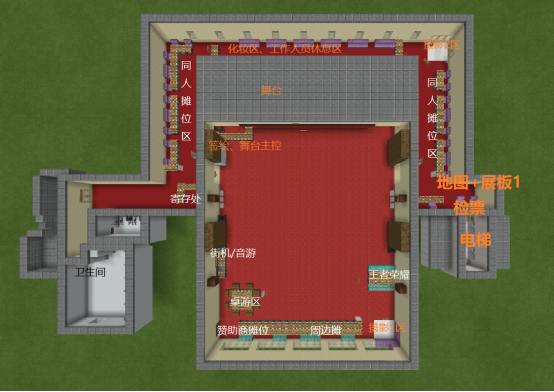 化妆区、工作人员休息区
同人摊位区
舞台
同人摊位区
签绘、舞台主控
地图+展板1
寄存处
检票
电梯
街机/音游
卫生间
王者荣耀
桌游区
赞助商摊位
周边摊